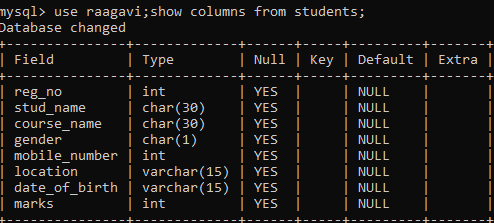 mysql> use raagavi;show columns from students;
Database changed
+---------------+-------------+------+-----+---------+-------+
| Field         | Type        | Null | Key | Default | Extra |
+---------------+-------------+------+-----+---------+-------+
| reg_no        | int         | YES  |     | NULL    |       |
| stud_name     | char(30)    | YES  |     | NULL    |       |
| course_name   | char(30)    | YES  |     | NULL    |       |
| gender        | char(1)     | YES  |     | NULL    |       |
| mobile_number | int         | YES  |     | NULL    |       |
| location      | varchar(15) | YES  |     | NULL    |       |
| date_of_birth | varchar(15) | YES  |     | NULL    |       |
| marks         | int         | YES  |     | NULL    |       |
+---------------+-------------+------+-----+---------+-------+